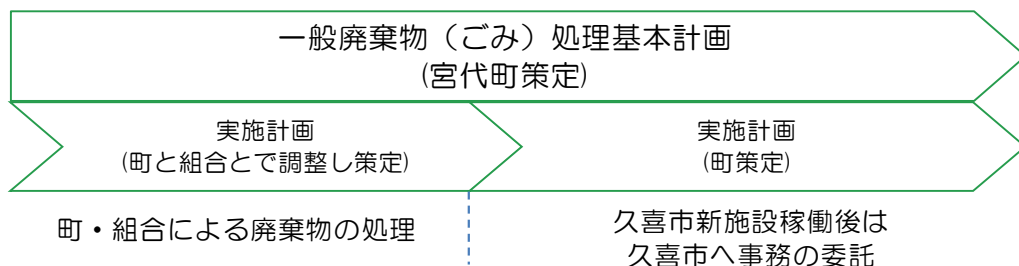 一般廃棄物（ごみ）処理基本計画
(宮代町策定)
実施計画
(町と組合とで調整し策定)
実施計画
(町策定)
町・組合による廃棄物の処理
久喜市新施設稼働後は
久喜市へ事務の委託